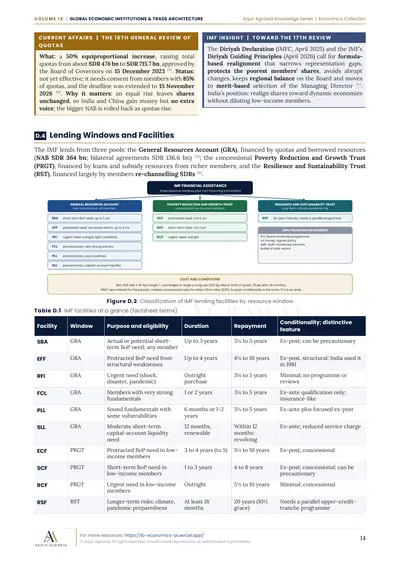 VOLUME IX | GLOBAL ECONOMIC INSTITUTIONS & TRADE ARCHITECTURE
Arjun Agrawal Knowledge Series | Economics Collection
CURRENT AFFAIRS | THE 16TH GENERAL REVIEW OF QUOTAS
What: a 50% equiproportional increase, raising total
quotas from about SDR 476 bn to SDR 715.7 bn, approved by
the Board of Governors on 15 December 2023. Status:
not yet effective; it needs consent from members with 85%
of quotas, and the deadline was extended to 15 November
2026. Why it matters: an equal rise leaves shares
unchanged, so India and China gain money but no extra
voice; the bigger NAB is rolled back as quotas rise.
IMF INSIGHT | TOWARD THE 17TH REVIEW
The Diriyah Declaration (IMFC, April 2025) and the IMF's
Diriyah Guiding Principles (April 2026) call for formula-
based realignment that narrows representation gaps,
protects the poorest members' shares, avoids abrupt
changes, keeps regional balance on the Board and moves
to merit-based selection of the Managing Director.
India's position: realign shares toward dynamic economies
without diluting low-income members.
D.4 Lending Windows and Facilities
The IMF lends from three pools: the General Resources Account (GRA), financed by quotas and borrowed resources
(NAB SDR 364 bn; bilateral agreements SDR 136.6 bn); the concessional Poverty Reduction and Growth Trust
(PRGT), financed by loans and subsidy resources from richer members; and the Resilience and Sustainability Trust
(RST), financed largely by members re-channelling SDRs
IMF FINANCIAL ASSISTANCE
GENERAL RESOURCES ACCOUNT
POVERTY REDUCTION AND GROWTH TRUST
RESILIENCE AND SUSTAINABILITY TRUST
SBA
EFF
RFI
FCL
PLL
SLL
ECF
SCF
RCF
RSF
COST AND CONDITIONS
Figure D.2 Classification of IMF lending facilities by resource window
Table D.1 IMF facilities at a glance (factsheet terms)
Facility Window Purpose and eligibility Duration Repayment Conditionality; distinctive feature
SBA GRA Actual or potential short-term BoP need; any member Up to 3 years 3¼ to 5 years Ex-post; can be precautionary
EFF GRA Protracted BoP need from structural weaknesses Up to 4 years 4½ to 10 years Ex-post, structural; India used it in 1981
RFI GRA Urgent need (shock, disaster, pandemic) Outright purchase 3¼ to 5 years Minimal; no programme or reviews
FCL GRA Members with very strong fundamentals 1 or 2 years 3¼ to 5 years Ex-ante qualification only; insurance-like
PLL GRA Sound fundamentals with some vulnerabilities 6 months or 1–2 years 3¼ to 5 years Ex-ante plus focused ex-post
SLL GRA Moderate short-term capital-account liquidity need 12 months, renewable Within 12 months; revolving Ex-ante; reduced service charge
ECF PRGT Protracted BoP need in low-income members 3 to 4 years (to 5) 5½ to 10 years Ex-post; concessional
SCF PRGT Short-term BoP need in low-income members 1 to 3 years 4 to 8 years Ex-post; concessional; can be precautionary
RCF PRGT Urgent need in low-income members Outright 5½ to 10 years Minimal; concessional
RSF RST Longer-term risks: climate, pandemic preparedness At least 18 months 20 years (10½ grace) Needs a parallel upper-credit-tranche programme
ARJUN AGRAWAL
For more resources: https://ib-economics-pi.vercel.app/
© Arjun Agrawal. All rights reserved. Unauthorised reproduction or redistribution is prohibited.
14